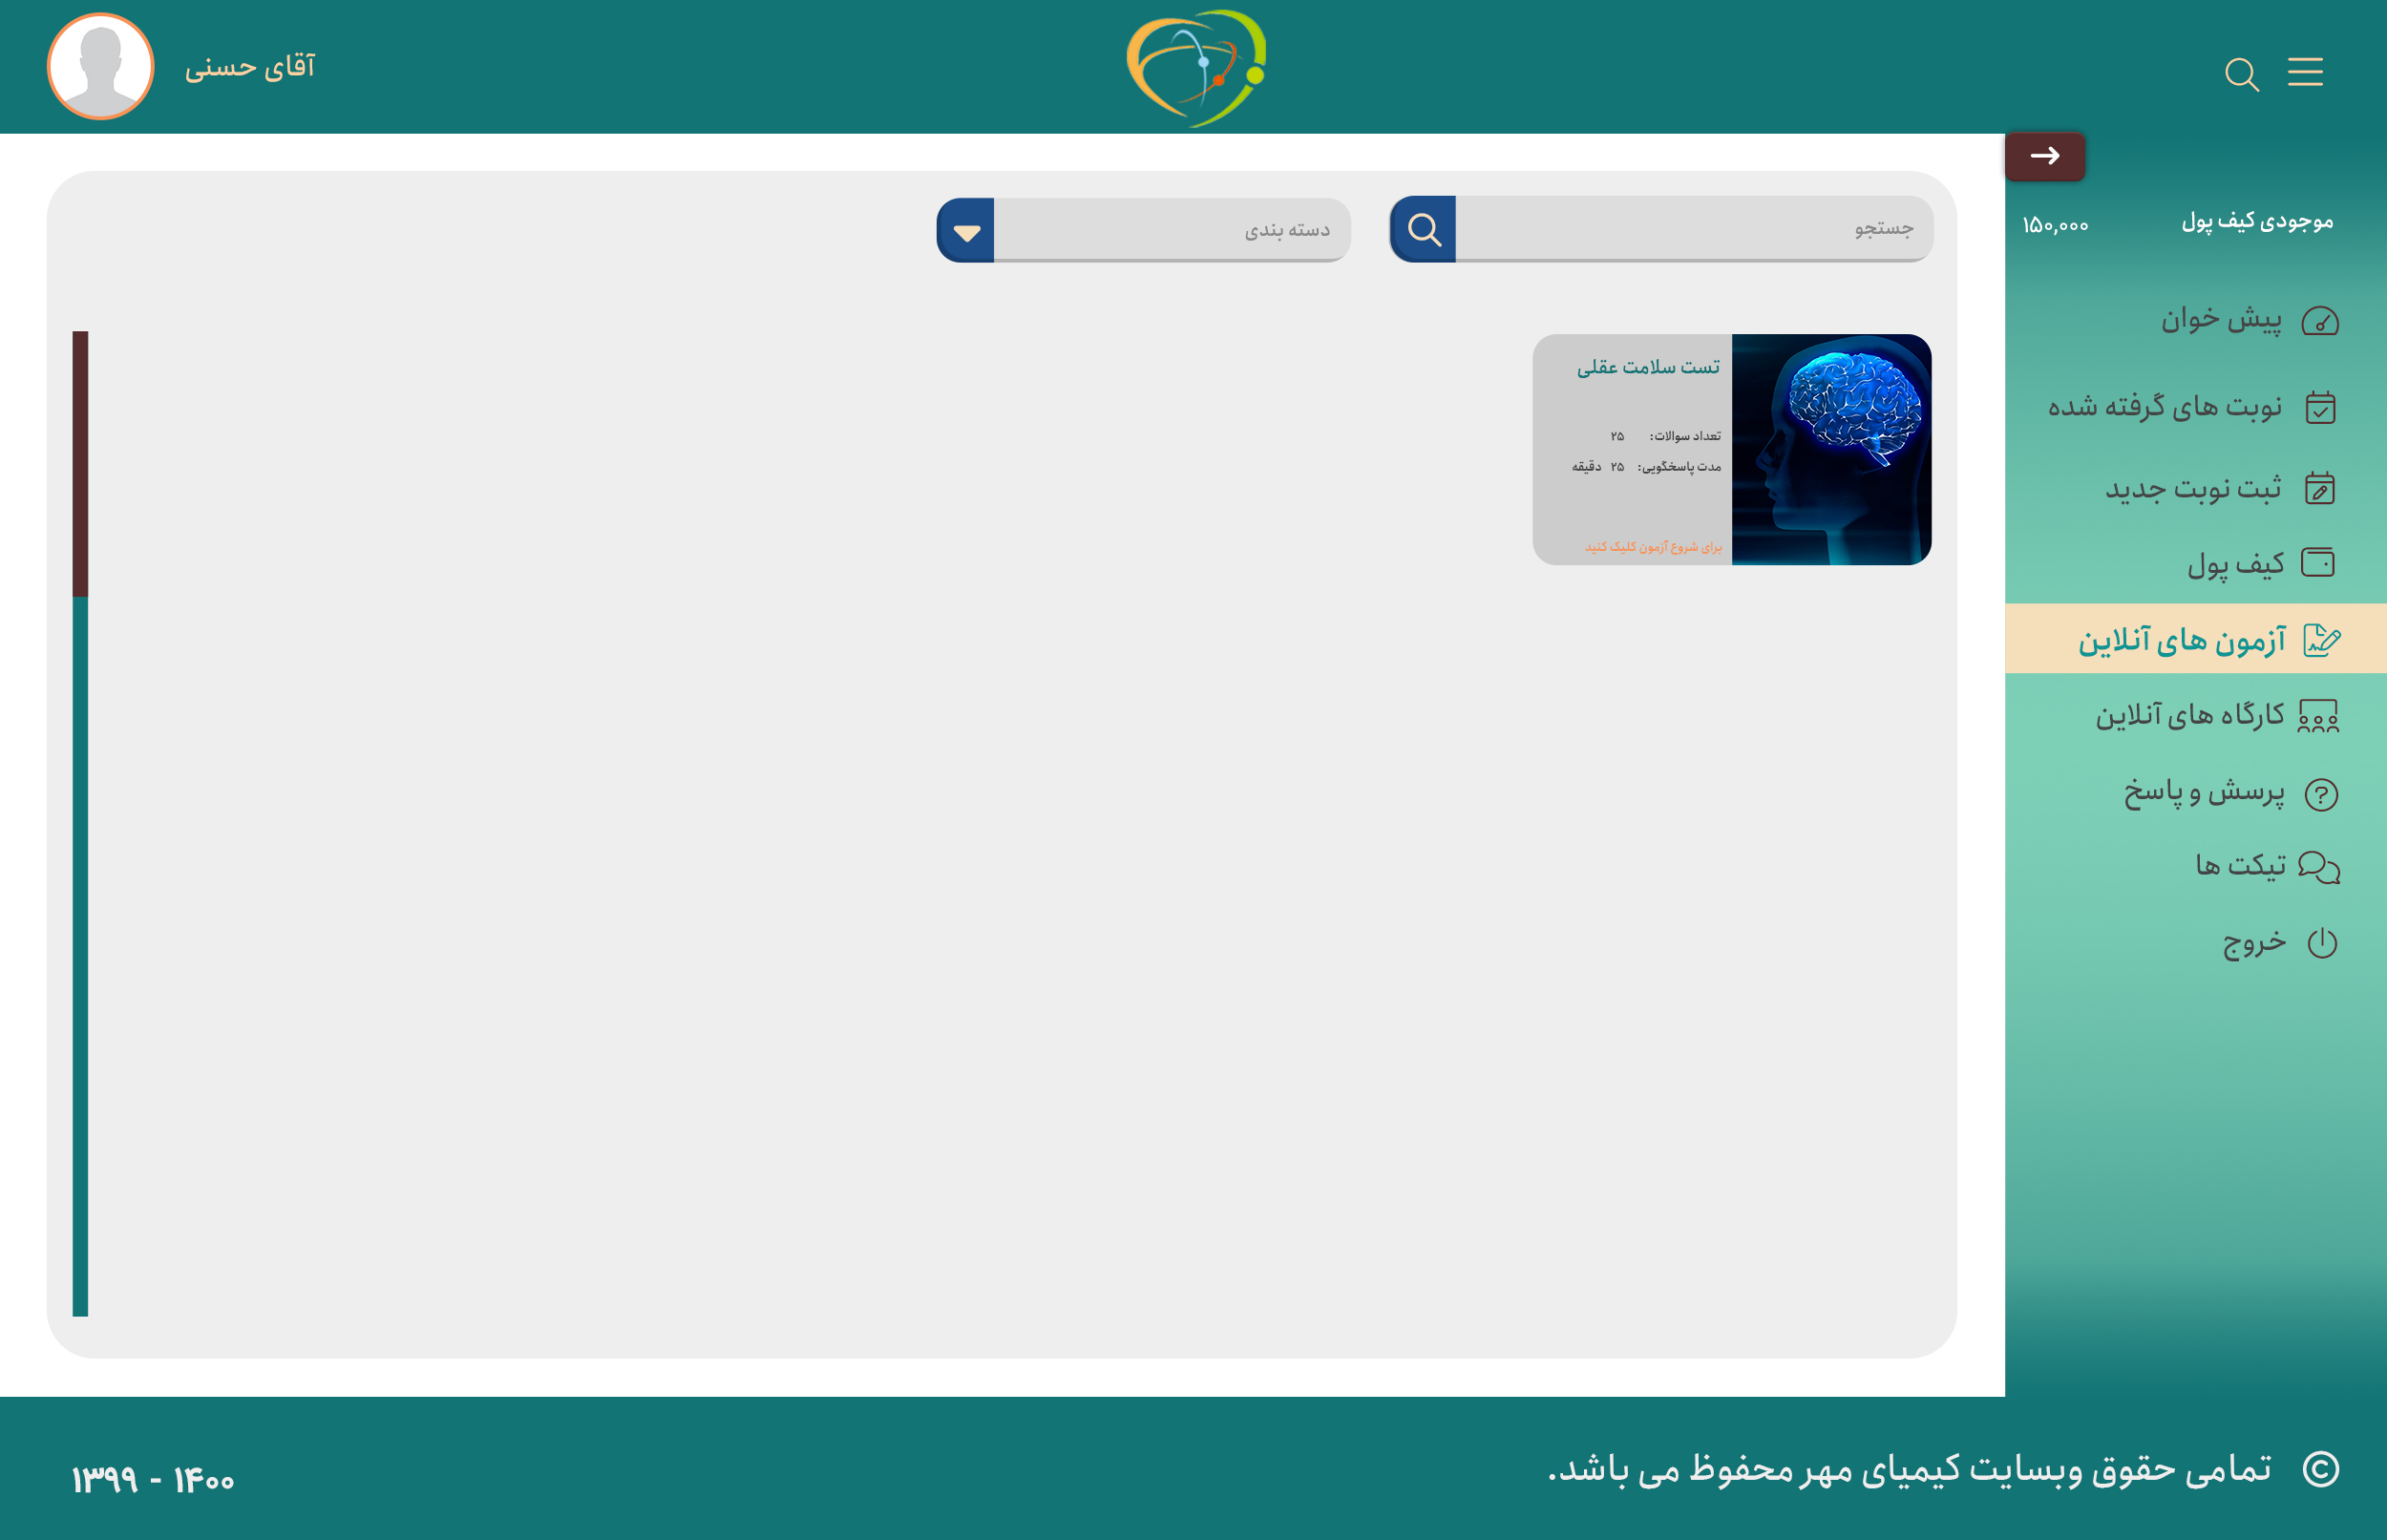 آقای حسنی
موجودی کیف پول ۱۵۰,۰۰۰
پیش خوان
نوبت های گرفته شده
ثبت نوبت جدید
کیف پول
آزمون های آنلاین
کارگاه های آنلاین
پرسش و پاسخ
تیکت ها
خروج
جستجو
دسته بندی
تست سلامت عقلی
تعداد سوالات: ۲۵
مدت پاسخگویی: ۲۵ دقیقه
برای شروع آزمون کلیک کنید
© تمامی حقوق وبسایت کیمیای مهر محفوظ می باشد.
۱۳۹۹ - ۱۴۰۰